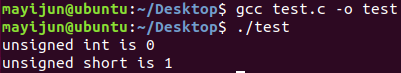 mayijun@ubuntu:~/Desktop$ gcc test.c -o test
mayijun@ubuntu:~/Desktop$ ./test
unsigned int is 0
unsigned short is 1